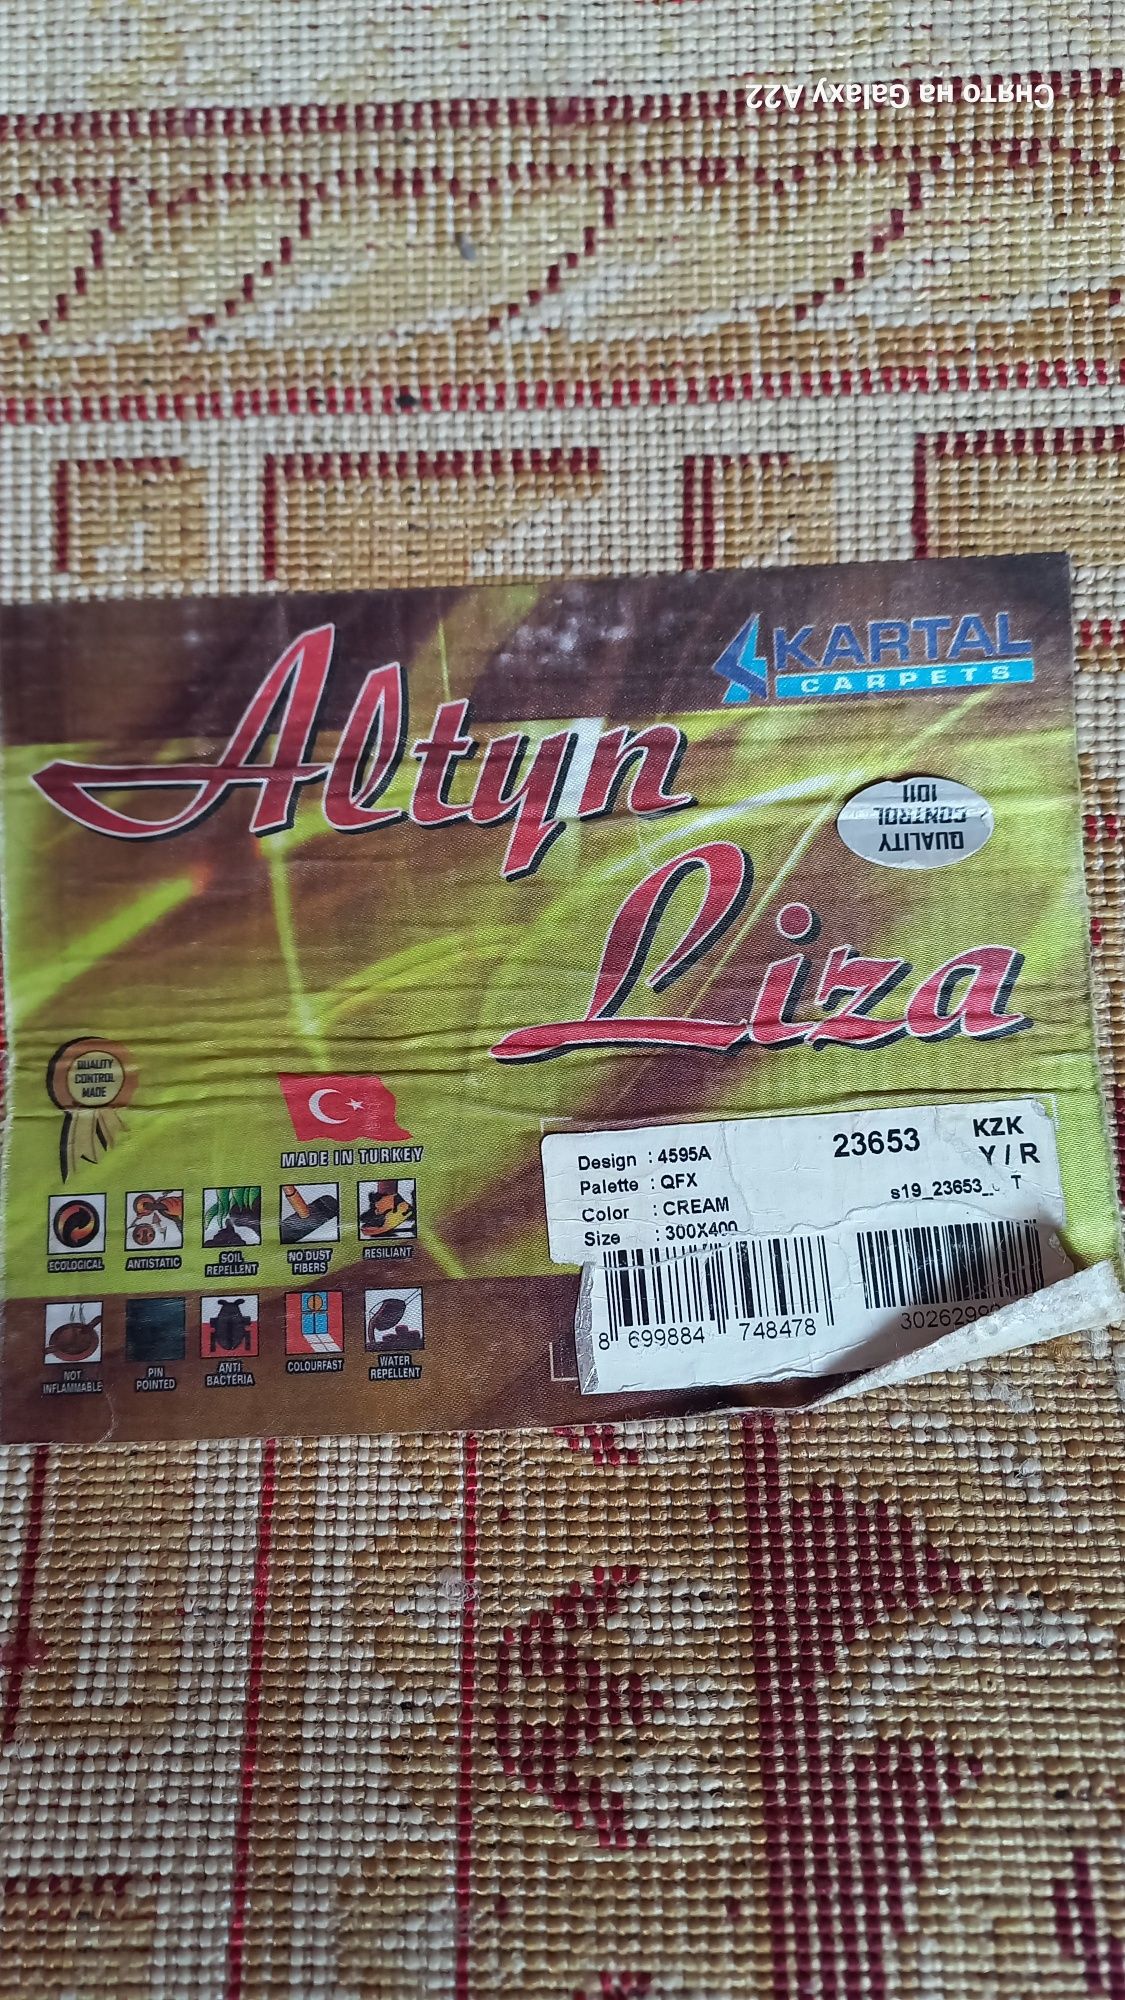 Снято на Galaxy A22
KARTAL
CARPETS
Altyn
Liza
QUALITY
CONTROL
1011
QUALITY
CONTROL
MADE
MADE IN TURKEY
ECOLOGICAL
ANTISTATIC
SOIL
REPELLENT
NO DUST
FIBERS
RESILIANT
NOT
INFLAMMABLE
PIN
POINTED
ANTI
BACTERIA
COLOURFAST
WATER
REPELLENT
Design : 4595A
Palette : QFX
Color : CREAM
Size : 300X400
23653
KZK
Y / R
8 699884 748478